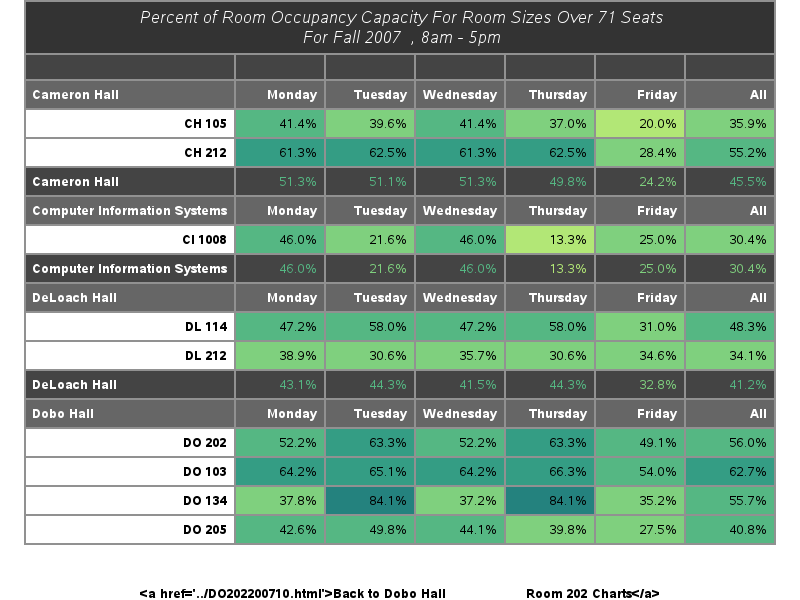 Percent of Room Occupancy Capacity For Room Sizes Over 71 Seats
For Fall 2007 , 8am - 5pm
Cameron Hall Monday Tuesday Wednesday Thursday Friday All
CH 105 41.4% 39.6% 41.4% 37.0% 20.0% 35.9%
CH 212 61.3% 62.5% 61.3% 62.5% 28.4% 55.2%
Cameron Hall 51.3% 51.1% 51.3% 49.8% 24.2% 45.5%
Computer Information Systems Monday Tuesday Wednesday Thursday Friday All
CI 1008 46.0% 21.6% 46.0% 13.3% 25.0% 30.4%
Computer Information Systems 46.0% 21.6% 46.0% 13.3% 25.0% 30.4%
DeLoach Hall Monday Tuesday Wednesday Thursday Friday All
DL 114 47.2% 58.0% 47.2% 58.0% 31.0% 48.3%
DL 212 38.9% 30.6% 35.7% 30.6% 34.6% 34.1%
DeLoach Hall 43.1% 44.3% 41.5% 44.3% 32.8% 41.2%
Dobo Hall Monday Tuesday Wednesday Thursday Friday All
DO 202 52.2% 63.3% 52.2% 63.3% 49.1% 56.0%
DO 103 64.2% 65.1% 64.2% 66.3% 54.0% 62.7%
DO 134 37.8% 84.1% 37.2% 84.1% 35.2% 55.7%
DO 205 42.6% 49.8% 44.1% 39.8% 27.5% 40.8%
<a href='../DO202200710.html'>Back to Dobo Hall Room 202 Charts</a>